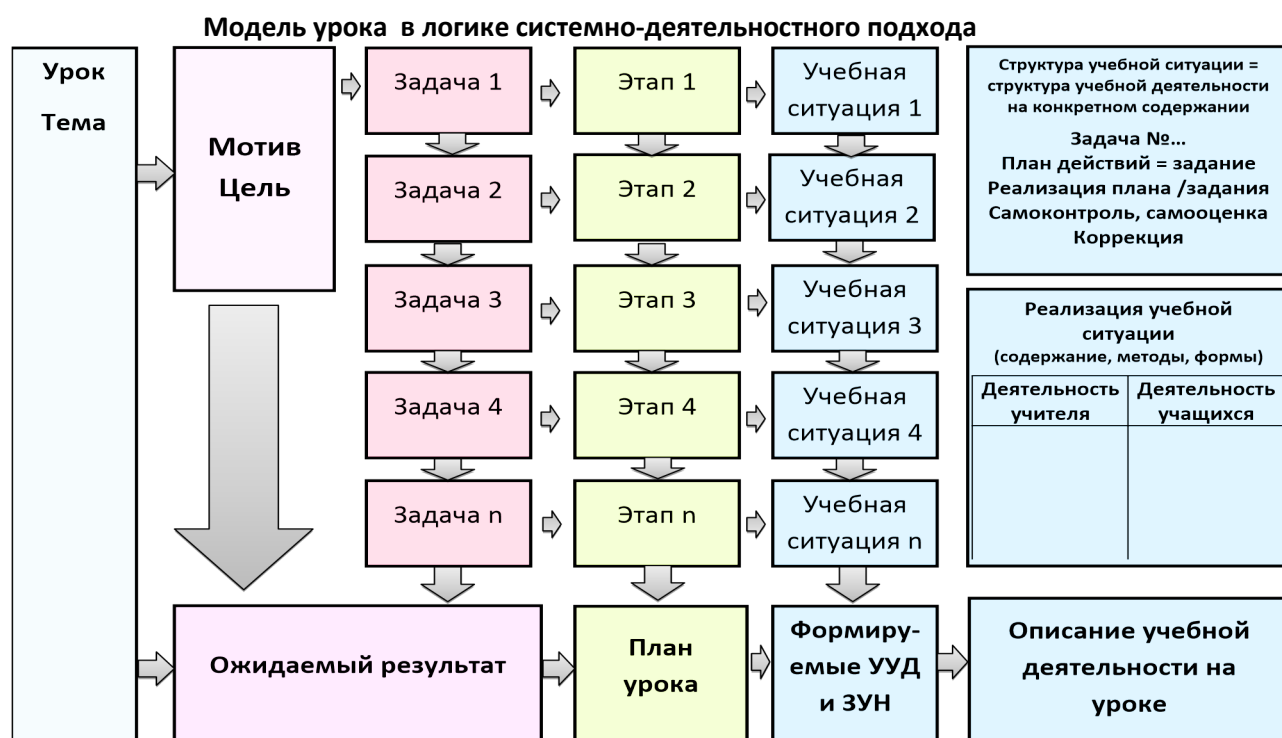 Модель урока в логике системно-деятельностного подхода
Урок
Тема
Мотив
Цель
Задача 1
Этап 1
Учебная
ситуация 1
Задача 2
Этап 2
Учебная
ситуация 2
Задача 3
Этап 3
Учебная
ситуация 3
Задача 4
Этап 4
Учебная
ситуация 4
Задача n
Этап n
Учебная
ситуация n
Структура учебной ситуации =
структура учебной деятельности
на конкретном содержании
Задача №...
План действий = задание
Реализация плана /задания
Самоконтроль, самооценка
Коррекция
Реализация учебной
ситуации
(содержание, методы, формы)
Деятельность
учителя
Деятельность
учащихся
Ожидаемый результат
План
урока
Формиру-
емые УУД
и ЗУН
Описание учебной
деятельности на
уроке